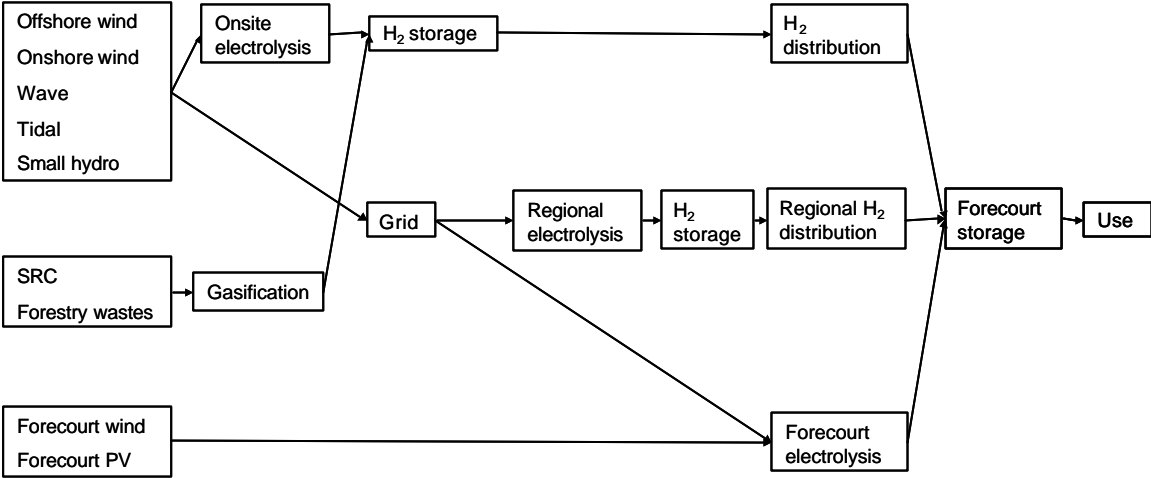 Offshore wind
Onshore wind
Wave
Tidal
Small hydro
Onsite
electrolysis
H₂ storage
H₂
distribution
Grid
Regional
electrolysis
H₂
storage
Regional H₂
distribution
Forecourt
storage
Use
SRC
Forestry wastes
Gasification
Forecourt wind
Forecourt PV
Forecourt
electrolysis